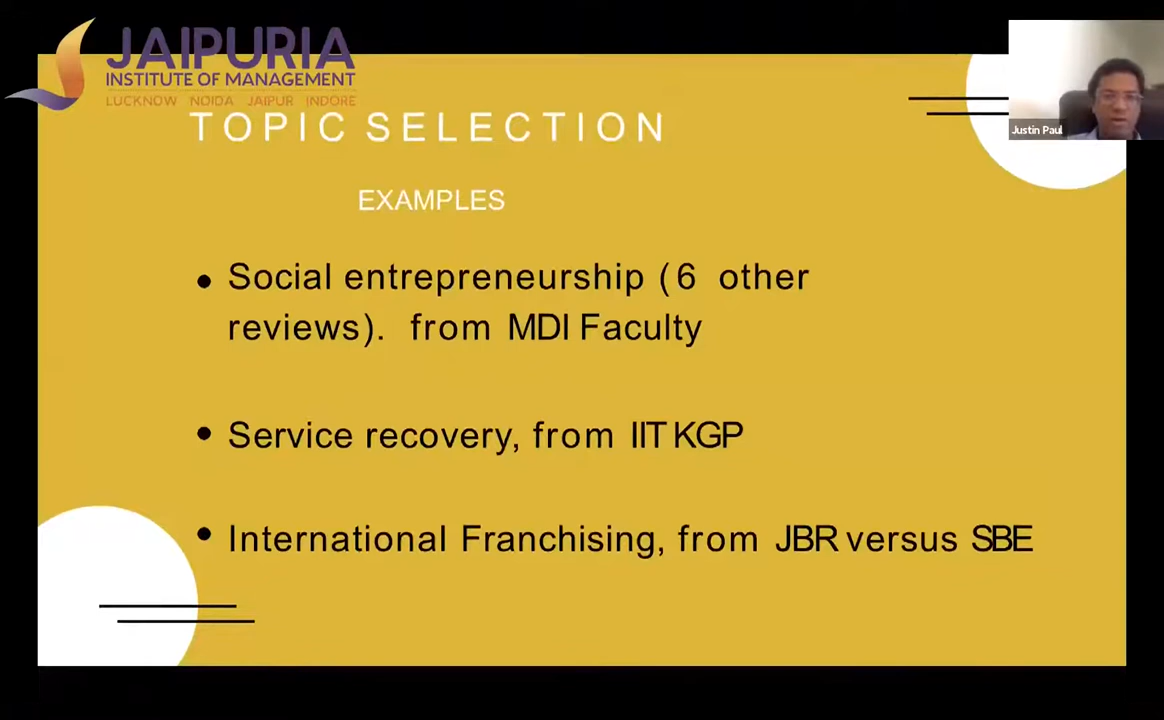 JAIPURIA
INSTITUTE OF MANAGEMENT
LUCKNOW NOIDA JAIPUR INDORE
Justin Paul
TOPIC SELECTION
EXAMPLES
• Social entrepreneurship (6 other
reviews). from MDI Faculty
• Service recovery, from IIT KGP
• International Franchising, from JBR versus SBE